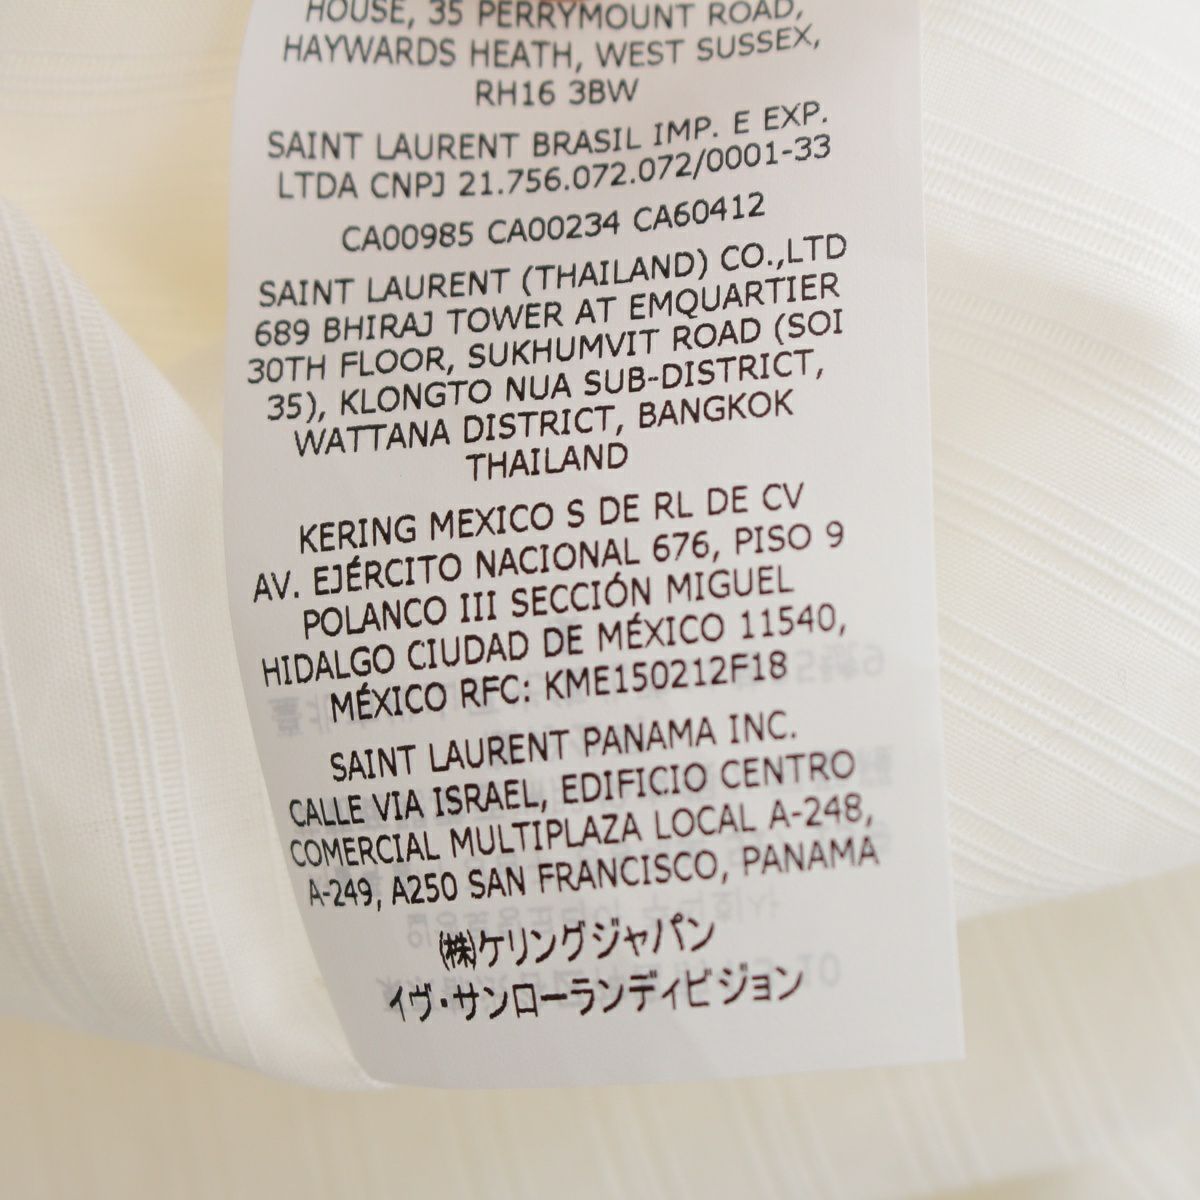 HOUSE, 35 PERRYMOUNT ROAD,
HAYWARDS HEATH, WEST SUSSEX,
RH16 3BW
SAINT LAURENT BRASIL IMP. E EXP.
LTDA CNPJ 21.756.072.072/0001-33
CA00985 CA00234 CA60412
SAINT LAURENT (THAILAND) CO.,LTD
689 BHIRAJ TOWER AT EMQUARTIER
30TH FLOOR, SUKHUMVIT ROAD (SOI
35), KLONGTO NUA SUB-DISTRICT,
WATTANA DISTRICT, BANGKOK
THAILAND
KERING MEXICO S DE RL DE CV
AV. EJÉRCITO NACIONAL 676, PISO 9
POLANCO III SECCIÓN MIGUEL
HIDALGO CIUDAD DE MÉXICO 11540,
MÉXICO RFC: KME150212F18
SAINT LAURENT PANAMA INC.
CALLE VIA ISRAEL, EDIFICIO CENTRO
COMERCIAL MULTIPLAZA LOCAL A-248,
A-249, A250 SAN FRANCISCO, PANAMA
(株)ケリングジャパン
イヴ・サンローランディビジョン